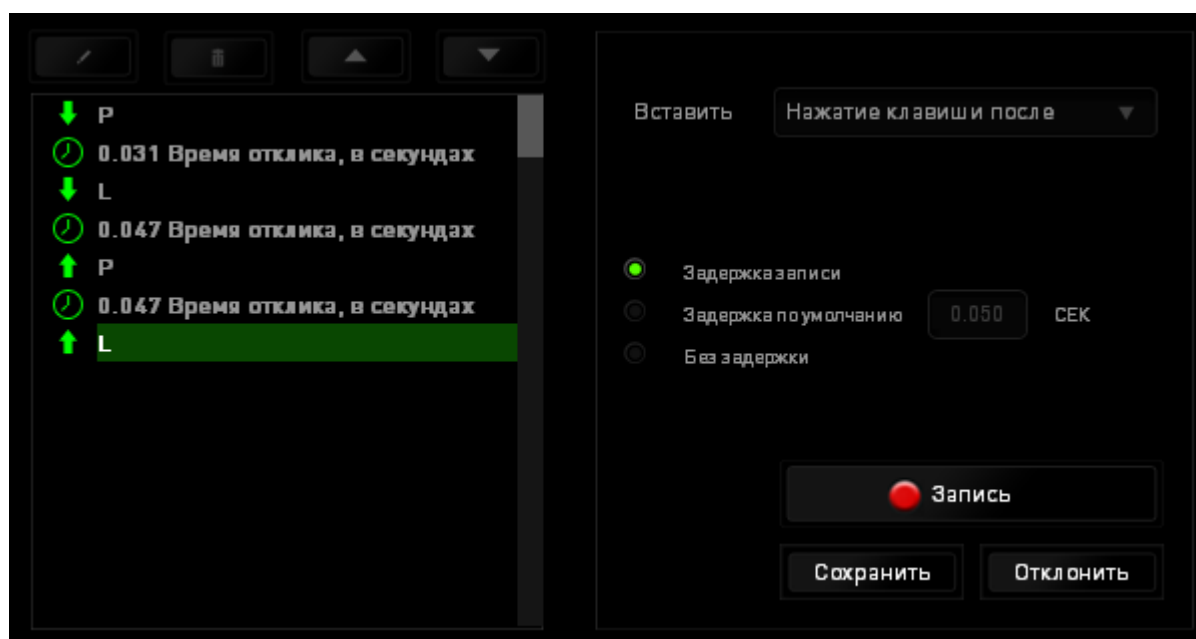 P
0.031 Время отклика, в секундах
L
0.047 Время отклика, в секундах
P
0.047 Время отклика, в секундах
L
Вставить Нажатие клавиши после
Задержка записи
Задержка по умолчанию 0.050 СЕК
Без задержки
Запись
Сохранить Отклонить